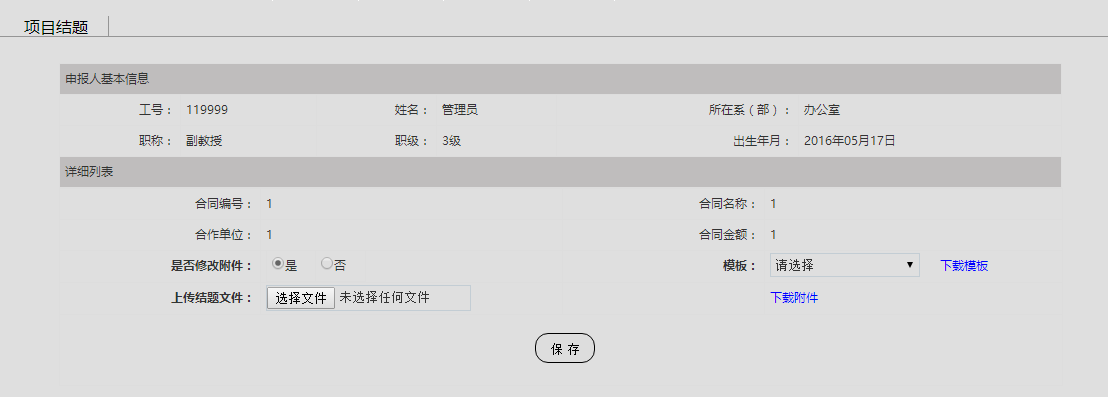 项目结题
申报人基本信息
工号： 119999 姓名： 管理员 所在系（部）： 办公室
职称： 副教授 职级： 3级 出生年月： 2016年05月17日
详细列表
合同编号： 1 合同名称： 1
合作单位： 1 合同金额： 1
是否修改附件： 是 否 模板： 请选择 下载模板
上传结题文件： 选择文件 未选择任何文件 下载附件
保 存